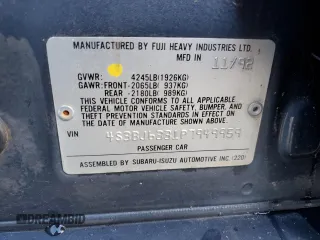 MANUFACTURED BY FUJI HEAVY INDUSTRIES LTD.
MFD IN 11/92
GVWR: 4245LB(1926KG)
GAWR:FRONT-2065LB( 937KG)
REAR -2180LB( 989KG)
THIS VEHICLE CONFORMS TO ALL APPLICABLE
FEDERAL MOTOR VEHICLE SAFETY, BUMPER, AND
THEFT PREVENTION STANDARDS IN EFFECT ON
THE DATE OF MANUFACTURE SHOWN ABOVE.
VIN
PASSENGER CAR
ASSEMBLED BY SUBARU-ISUZU AUTOMOTIVE INC.